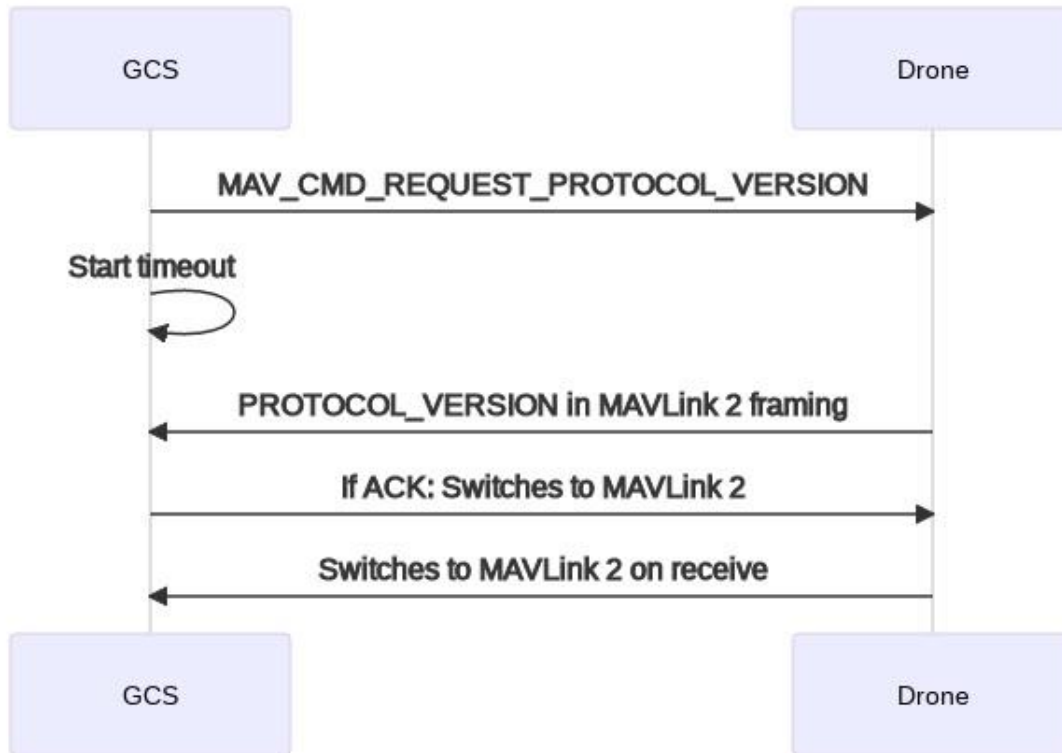 GCS
Drone
MAV_CMD_REQUEST_PROTOCOL_VERSION
Start timeout
PROTOCOL_VERSION in MAVLink 2 framing
If ACK: Switches to MAVLink 2
Switches to MAVLink 2 on receive
GCS
Drone